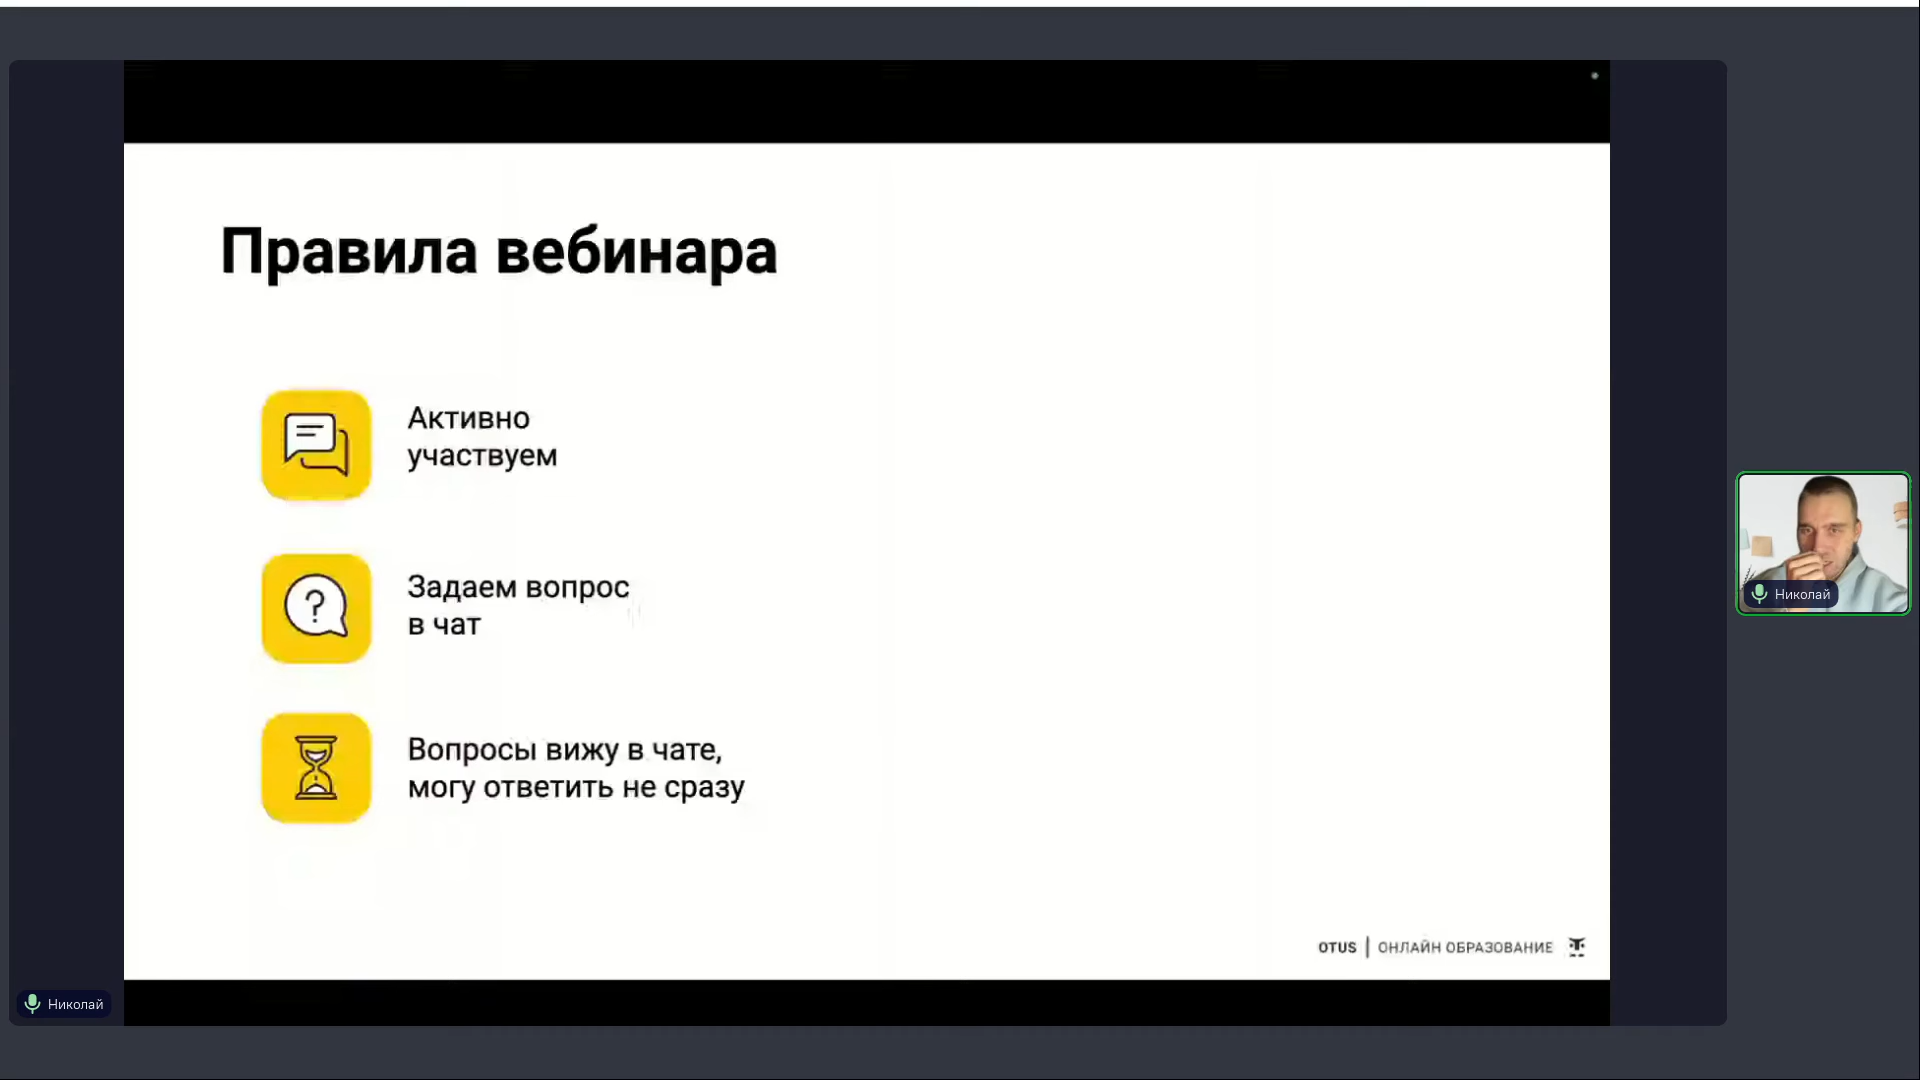 Правила вебинара
Активно
участвуем
?
Задаем вопрос
в чат
Вопросы вижу в чате,
могу ответить не сразу
OTUS | ОНЛАЙН ОБРАЗОВАНИЕ
Николай
Николай